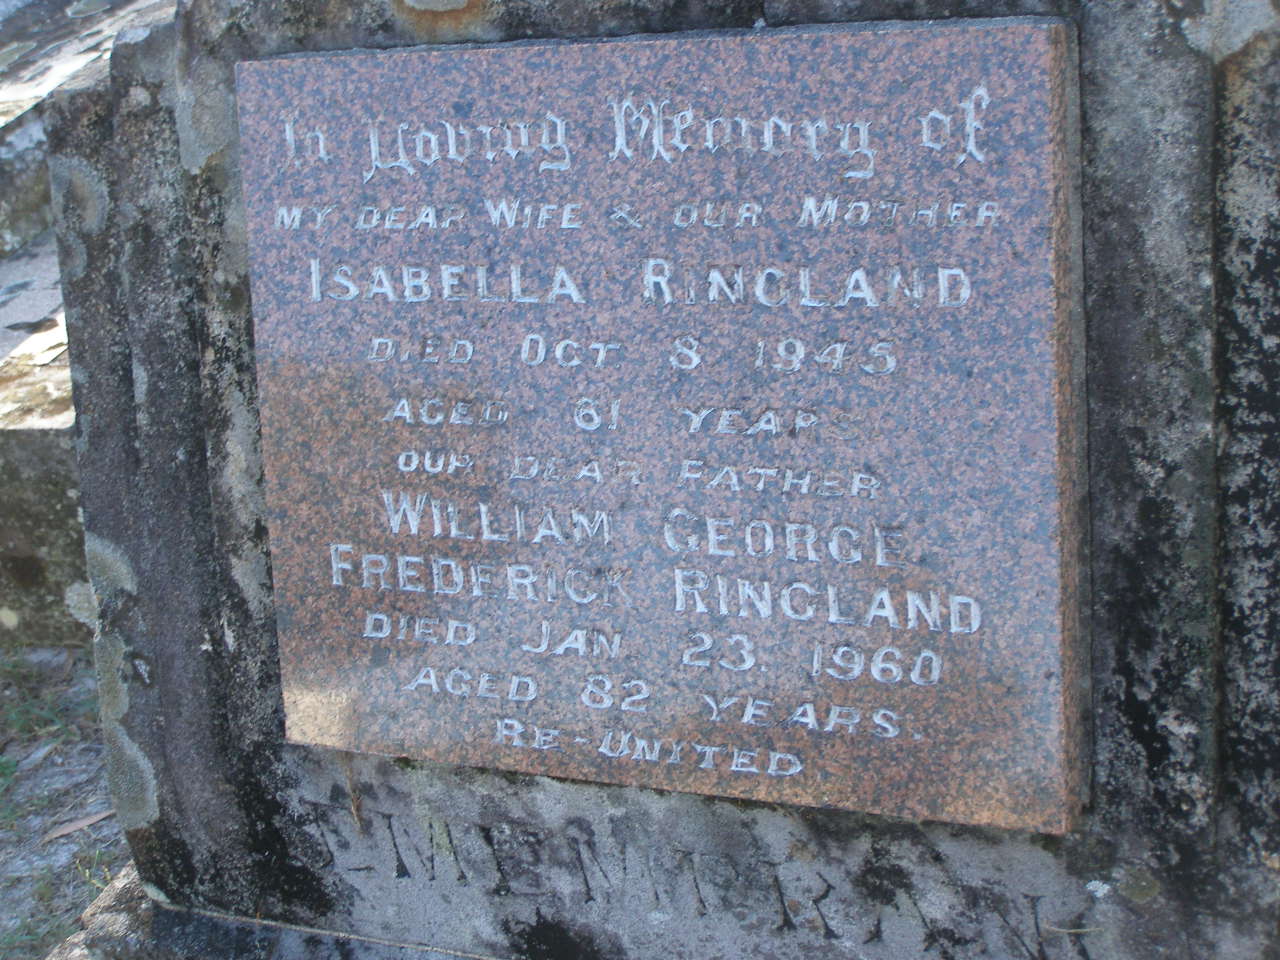 In Loving Memory of
MY DEAR WIFE & OUR MOTHER
ISABELLA RINGLAND
DIED OCT 8 1945
AGED 61 YEARS
OUR DEAR FATHER
WILLIAM GEORGE
FREDERICK RINGLAND
DIED JAN 23. 1960
AGED 82 YEARS.
RE-UNITED